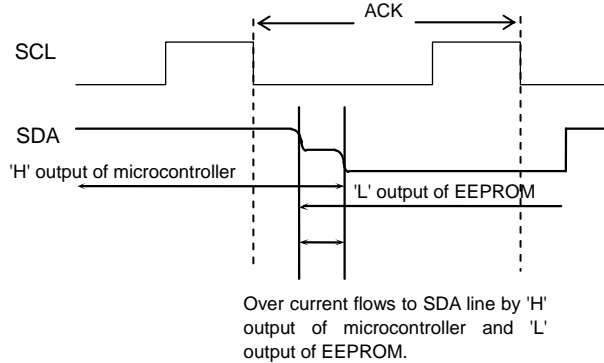 ACK
SCL
SDA
'H' output of microcontroller
'L' output of EEPROM
Over current flows to SDA line by 'H'
output of microcontroller and 'L'
output of EEPROM.